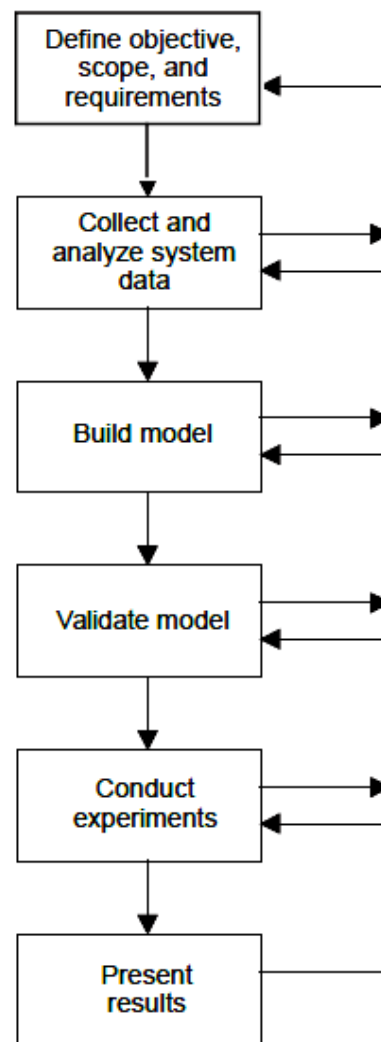 Define objective,
scope, and
requirements
Collect and
analyze system
data
Build model
Validate model
Conduct
experiments
Present
results